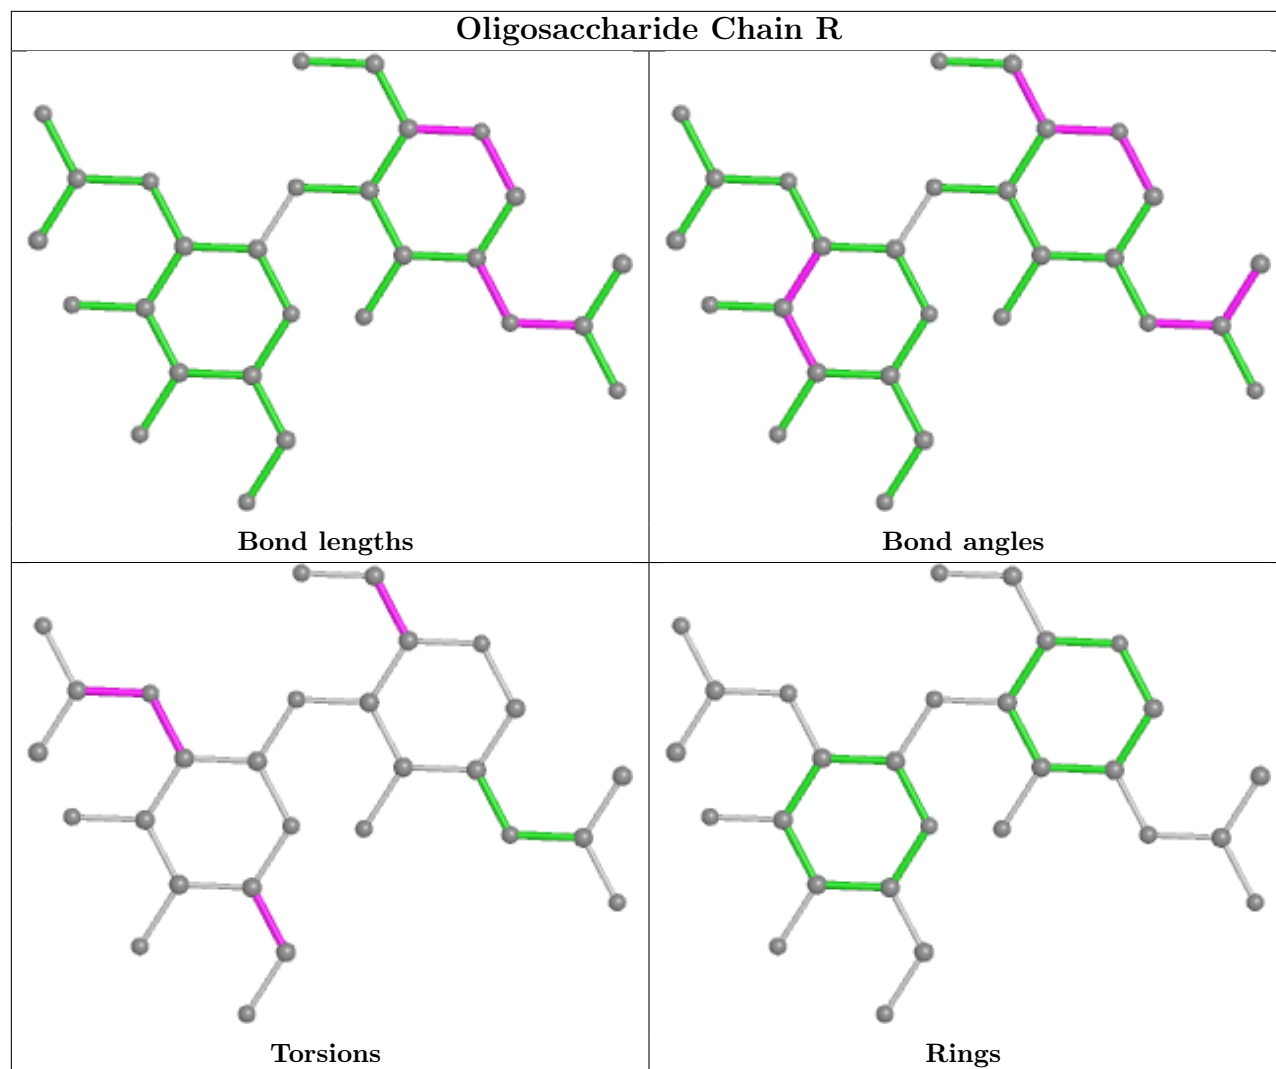 Oligosaccharide Chain R
Bond lengths
Bond angles
Torsions
Rings